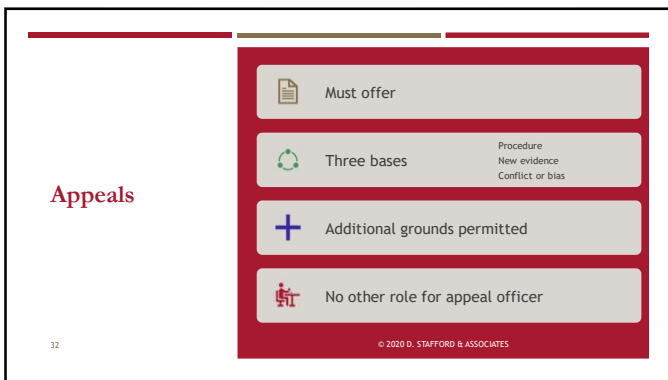 Appeals
Must offer
Three bases
Procedure
New evidence
Conflict or bias
Additional grounds permitted
No other role for appeal officer
32
© 2020 D. STAFFORD & ASSOCIATES